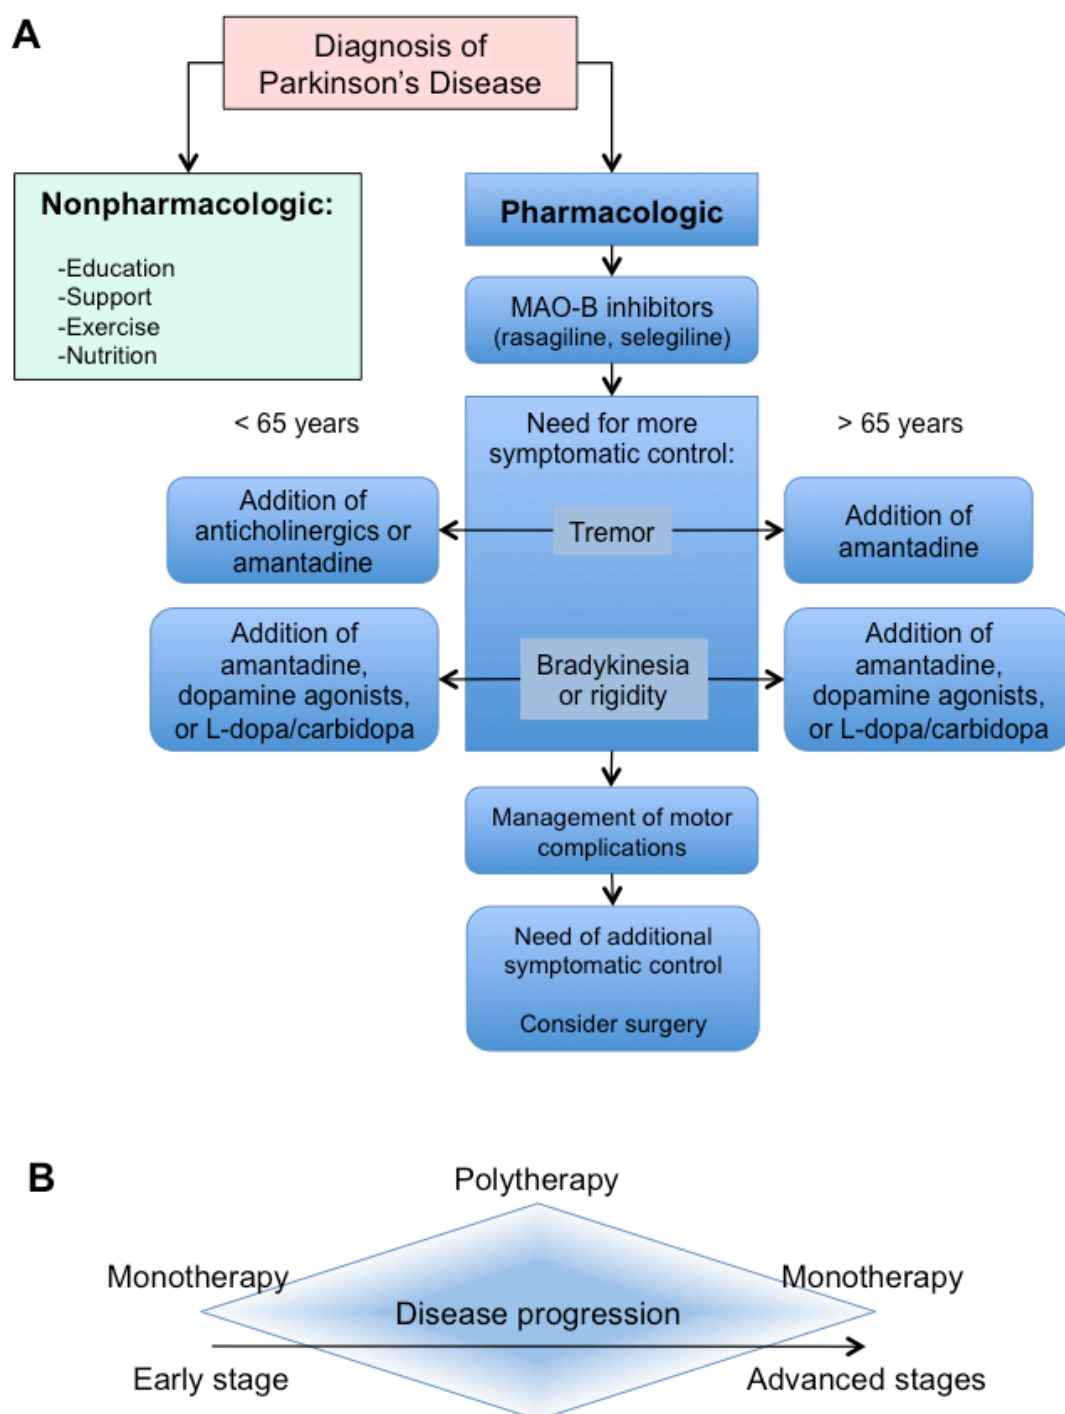 A
Diagnosis of
Parkinson's Disease
Nonpharmacologic:
-Education
-Support
-Exercise
-Nutrition
Pharmacologic
MAO-B inhibitors
(rasagiline, selegiline)
< 65 years
Need for more
symptomatic control:
> 65 years
Addition of
anticholinergics or
amantadine
Tremor
Addition of
amantadine
Addition of
amantadine,
dopamine agonists,
or L-dopa/carbidopa
Bradykinesia
or rigidity
Addition of
amantadine,
dopamine agonists,
or L-dopa/carbidopa
Management of motor
complications
Need of additional
symptomatic control
Consider surgery
B
Polytherapy
Monotherapy
Monotherapy
Disease progression
Early stage
Advanced stages